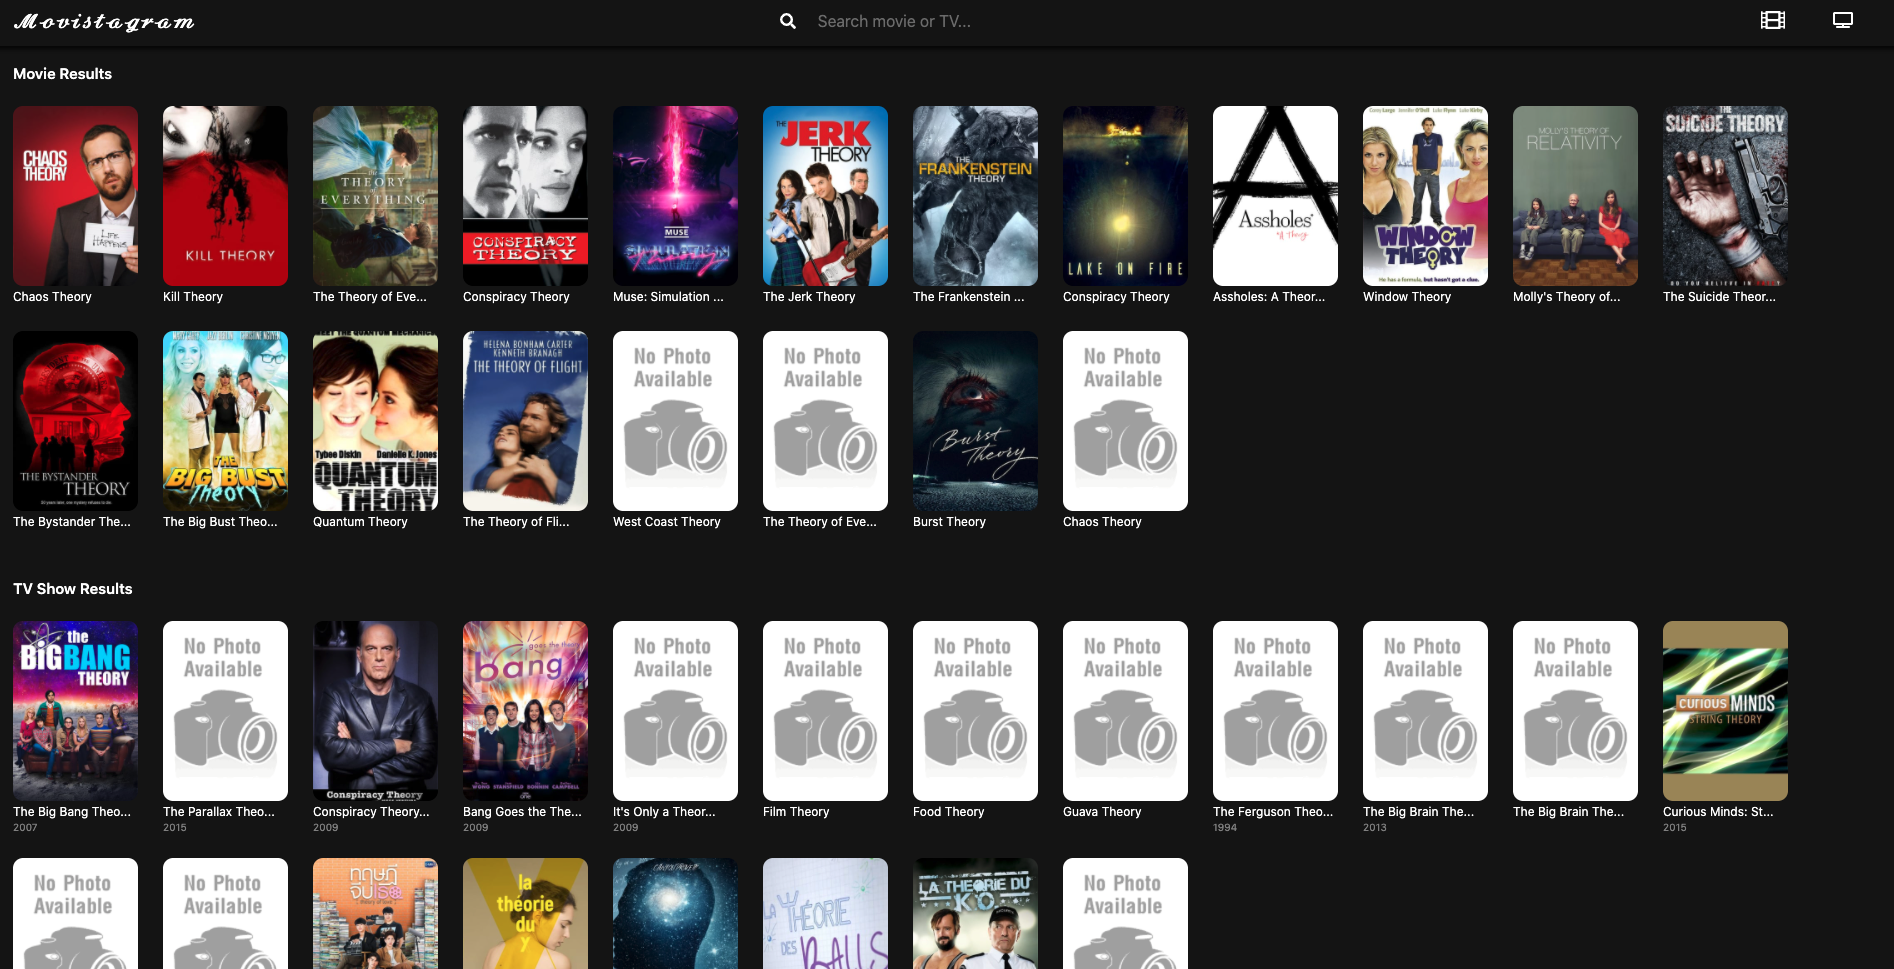 Movistagram
Search movie or TV...
Movie Results
CHAOS
THEORY
LIFE
HAPPENS
Chaos Theory
KILL THEORY
Kill Theory
THE
THEORY
of
EVERYTHING
The Theory of Eve...
CONSPIRACY
THEORY
Conspiracy Theory
MUSE
SIMULATION
Theory
Muse: Simulation ...
THE
JERK
THEORY
The Jerk Theory
THE
FRANKENSTEIN
THEORY
The Frankenstein ...
LAKE ON FIRE
Conspiracy Theory
A
Assholes
*A Theory
Assholes: A Theor...
WINDOW
THEORY
He has a formula, but hasn't got a clue.
Window Theory
MOLLY'S THEORY OF
RELATIVITY
Molly's Theory of...
THE
SUICIDE THEORY
The Suicide Theor...
THE BYSTANDER
THEORY
The Bystander The...
THE
BIG BUST
Theory
The Big Bust Theo...
Tybee Diskin
Danielle K. Jones
QUANTUM
THEORY
Quantum Theory
HELENA BONHAM CARTER
KENNETH BRANAGH
THE THEORY OF FLIGHT
The Theory of Fli...
No Photo
Available
West Coast Theory
No Photo
Available
The Theory of Eve...
Burst
Theory
Burst Theory
No Photo
Available
Chaos Theory
TV Show Results
the
BIG BANG
THEORY
The Big Bang Theo...
2007
No Photo
Available
The Parallax Theo...
2015
Conspiracy Theory
Conspiracy Theory...
2009
goes the theory
bang
Bang Goes the The...
2009
No Photo
Available
It's Only a Theor...
2009
No Photo
Available
Film Theory
No Photo
Available
Food Theory
No Photo
Available
Guava Theory
No Photo
Available
The Ferguson Theo...
1994
No Photo
Available
The Big Brain The...
2013
No Photo
Available
The Big Brain The...
CURIOUS MINDS
STRING THEORY
Curious Minds: St...
2015
No Photo
Available
No Photo
Available
ทฤษฎี
จีบเธอ
la
théorie
du
y
LA THÉORIE
DES
BALLS
LA THÉORIE DU
K.O.
No Photo
Available